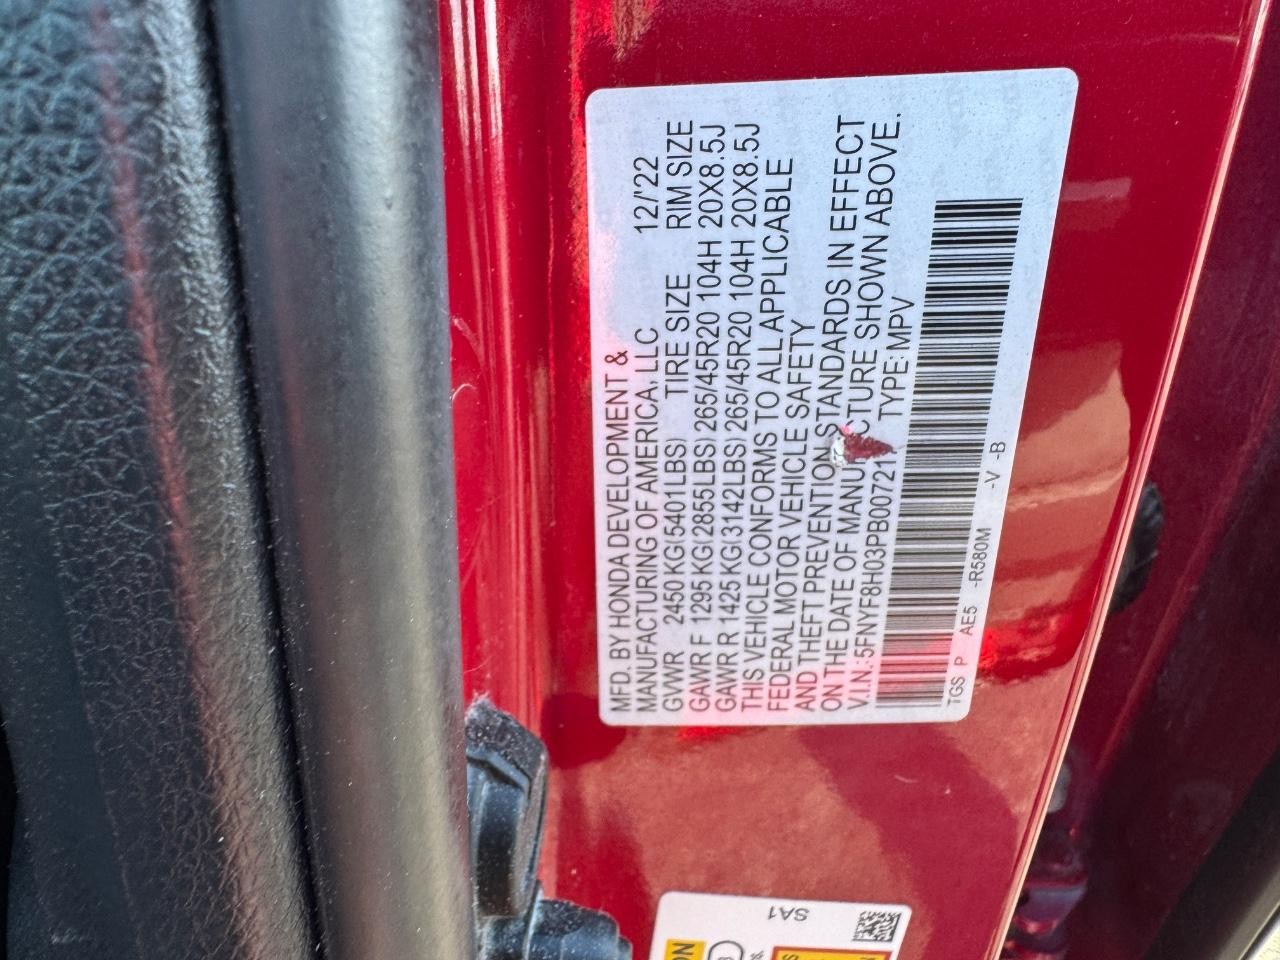 MFD. BY HONDA DEVELOPMENT &
MANUFACTURING OF AMERICA, LLC 12/'22
GVWR 2450 KG(5401LBS) TIRE SIZE RIM SIZE
GAWR F 1295 KG(2855LBS) 265/45R20 104H 20X8.5J
GAWR R 1425 KG(3142LBS) 265/45R20 104H 20X8.5J
THIS VEHICLE CONFORMS TO ALL APPLICABLE
FEDERAL MOTOR VEHICLE SAFETY
AND THEFT PREVENTION STANDARDS IN EFFECT
ON THE DATE OF MANUFACTURE SHOWN ABOVE.
V.I.N.:5FNYF8H03PB007217 TYPE: MPV
TGS P AE5 -R580M -V -B
SA1